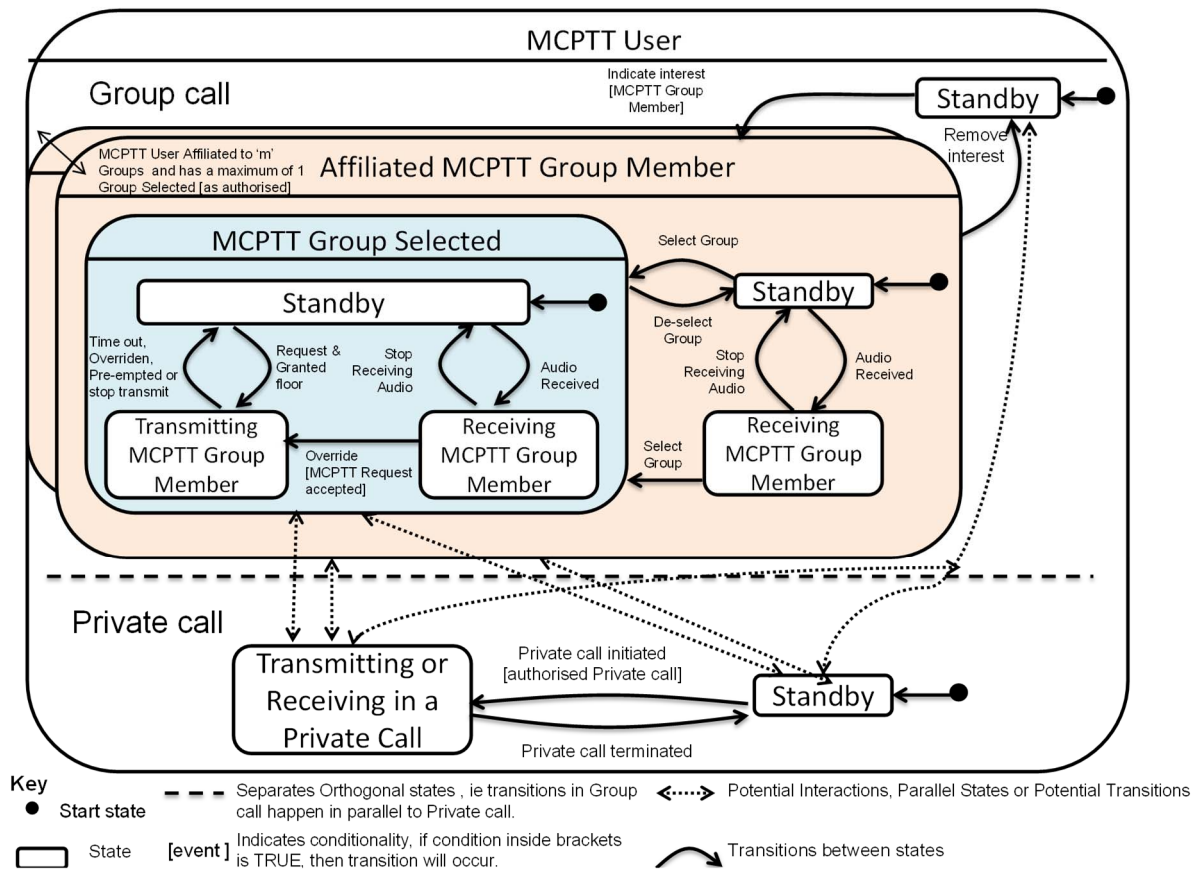 MCPTT User
Group call
Indicate interest
[MCPTT Group
Member]
Standby
Remove
interest
MCPTT User Affiliated to ‘m’
Groups and has a maximum of 1
Group Selected [as authorised]
Affiliated MCPTT Group Member
MCPTT Group Selected
Standby
Select Group
Standby
De-select
Group
Time out,
Overriden,
Pre-empted or
stop transmit
Request &
Granted
floor
Stop
Receiving
Audio
Audio
Received
Stop
Receiving
Audio
Audio
Received
Transmitting
MCPTT Group
Member
Override
[MCPTT Request
accepted]
Receiving
MCPTT Group
Member
Select
Group
Receiving
MCPTT Group
Member
Private call
Transmitting or
Receiving in a
Private Call
Private call initiated
[authorised Private call]
Private call terminated
Standby
Key
Start state
Separates Orthogonal states , ie transitions in Group
call happen in parallel to Private call.
Potential Interactions, Parallel States or Potential Transitions
State
[event ]
Indicates conditionality, if condition inside brackets
is TRUE, then transition will occur.
Transitions between states